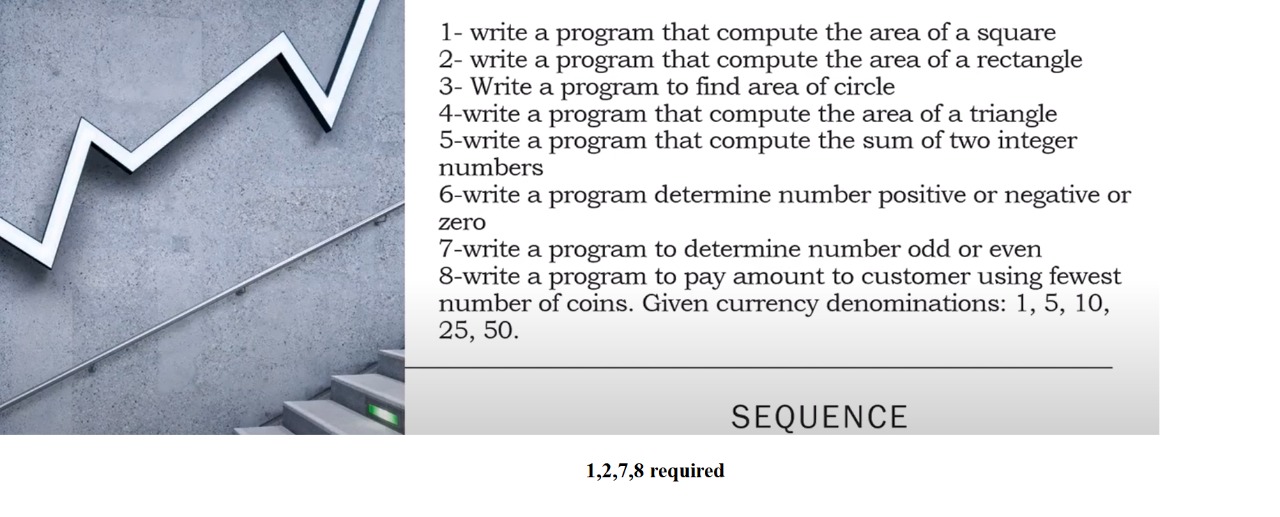 1- write a program that compute the area of a square
2- write a program that compute the area of a rectangle
3- Write a program to find area of circle
4-write a program that compute the area of a triangle
5-write a program that compute the sum of two integer
numbers
6-write a program determine number positive or negative or
zero
7-write a program to determine number odd or even
8-write a program to pay amount to customer using fewest
number of coins. Given currency denominations: 1, 5, 10,
25, 50.
SEQUENCE
1,2,7,8 required